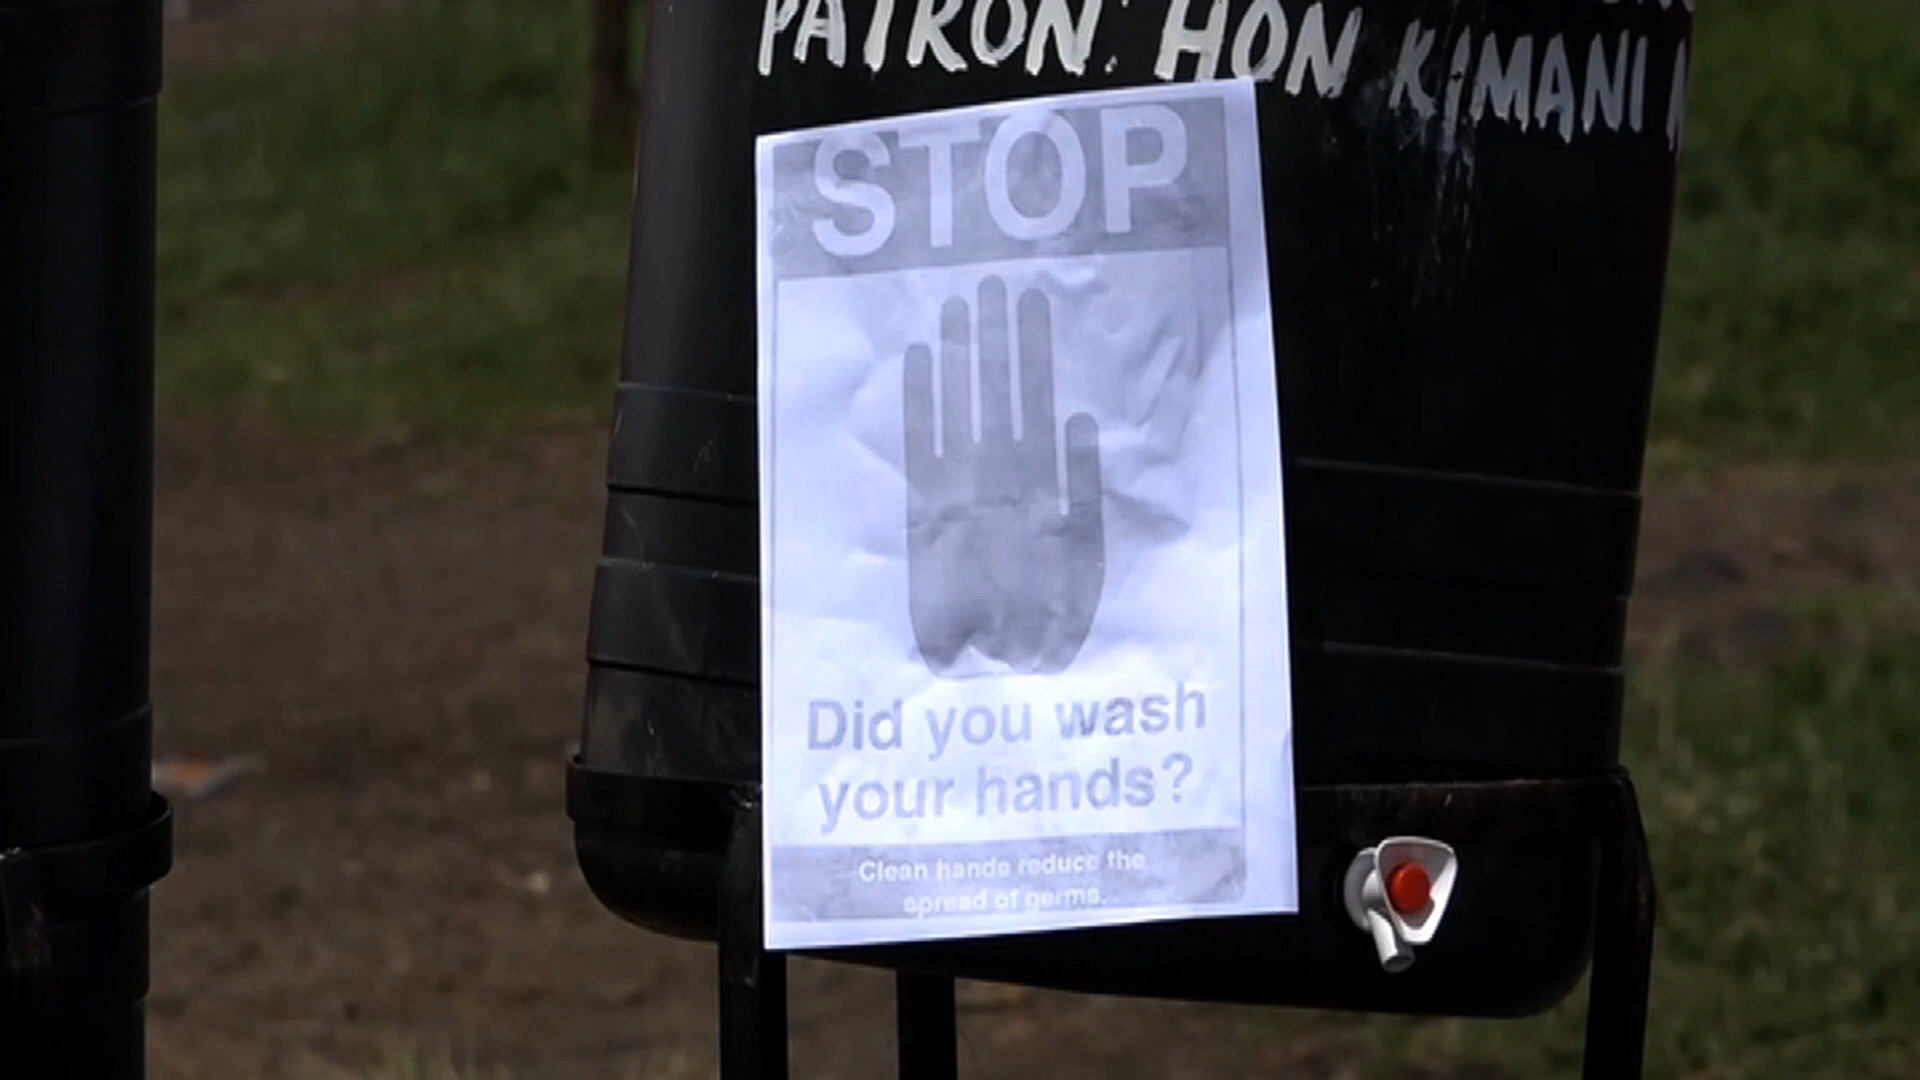 PATRON: HON KIMANI
STOP
Did you wash
your hands?
Clean hands reduce the
spread of germs.